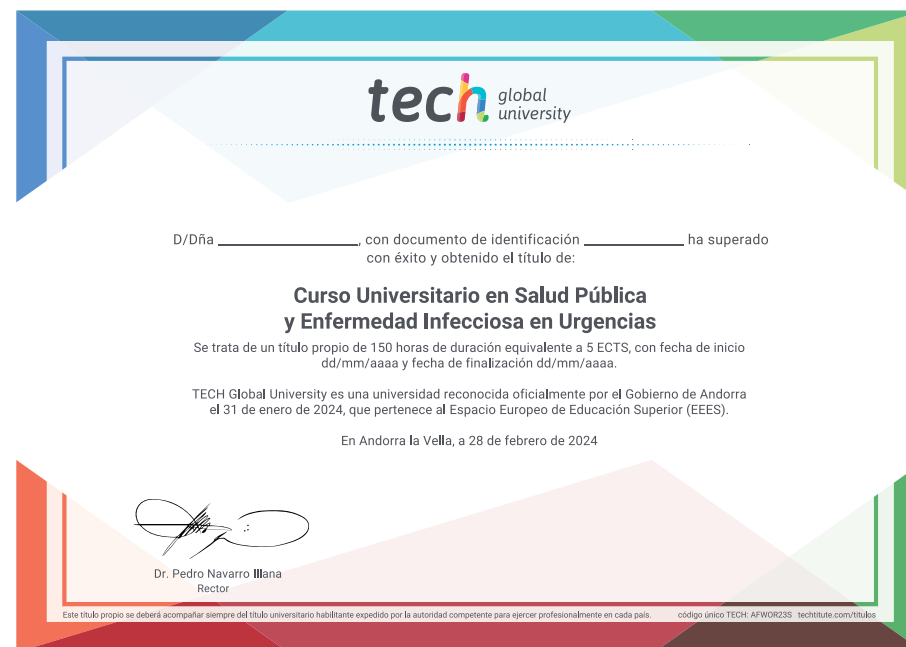 tech global university
D/Dña ____________________, con documento de identificación ______________ ha superado
con éxito y obtenido el título de:
Curso Universitario en Salud Pública
y Enfermedad Infecciosa en Urgencias
Se trata de un título propio de 150 horas de duración equivalente a 5 ECTS, con fecha de inicio
dd/mm/aaaa y fecha de finalización dd/mm/aaaa.
TECH Global University es una universidad reconocida oficialmente por el Gobierno de Andorra
el 31 de enero de 2024, que pertenece al Espacio Europeo de Educación Superior (EEES).
En Andorra la Vella, a 28 de febrero de 2024
Dr. Pedro Navarro Illana
Rector
Este título propio se deberá acompañar siempre del título universitario habilitante expedido por la autoridad competente para ejercer profesionalmente en cada país. código único TECH: AFWOR23S techtitute.com/titulos